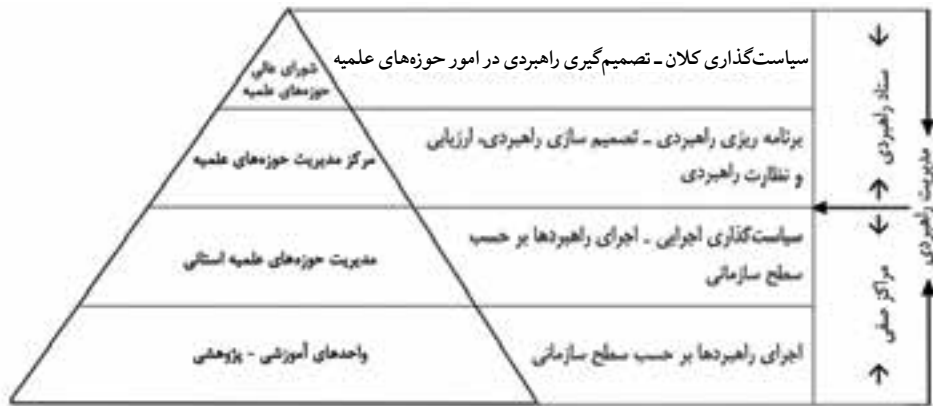 شورای عالی
حوزه‌های علمیه
سیاست‌گذاری کلان ـ تصمیم‌گیری راهبردی در امور حوزه‌های علمیه
مرکز مدیریت حوزه‌های علمیه
برنامه ریزی راهبردی ـ تصمیم سازی راهبردی، ارزیابی
و نظارت راهبردی
مدیریت حوزه‌های علمیه استانی
سیاست‌گذاری اجرایی ـ اجرای راهبردها بر حسب
سطح سازمانی
واحدهای آموزشی - پژوهشی
اجرای راهبردها بر حسب سطح سازمانی
ستاد راهبردی
مراکز صفی
مدیریت راهبردی